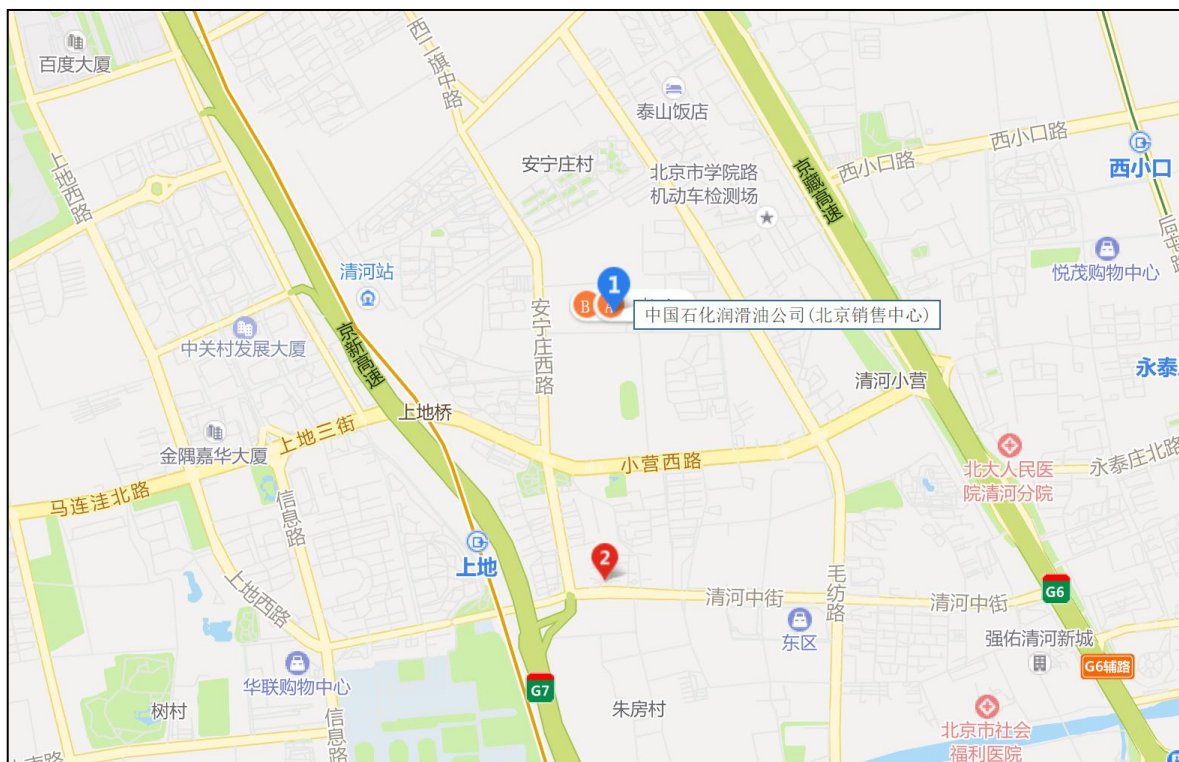 百度大厦
西二旗中路
泰山饭店
上地西路
安宁庄村
北京市学院路
机动车检测场
京藏高速
西小口路
西小口路
西小口
后屯路
清河站
悦茂购物中心
1
B
A
中国石化润滑油公司(北京销售中心)
安宁庄西路
中关村发展大厦
京新高速
清河小营
永泰
上地桥
上地三街
金隅嘉华大厦
小营西路
北大人民医
院清河分院
永泰庄北路
马连洼北路
信息路
上地
2
上地西路
清河中街
毛纺路
清河中街
G6
东区
强佑清河新城
G6辅路
华联购物中心
G7
树村
信息路
朱房村
北京市社会
福利医院